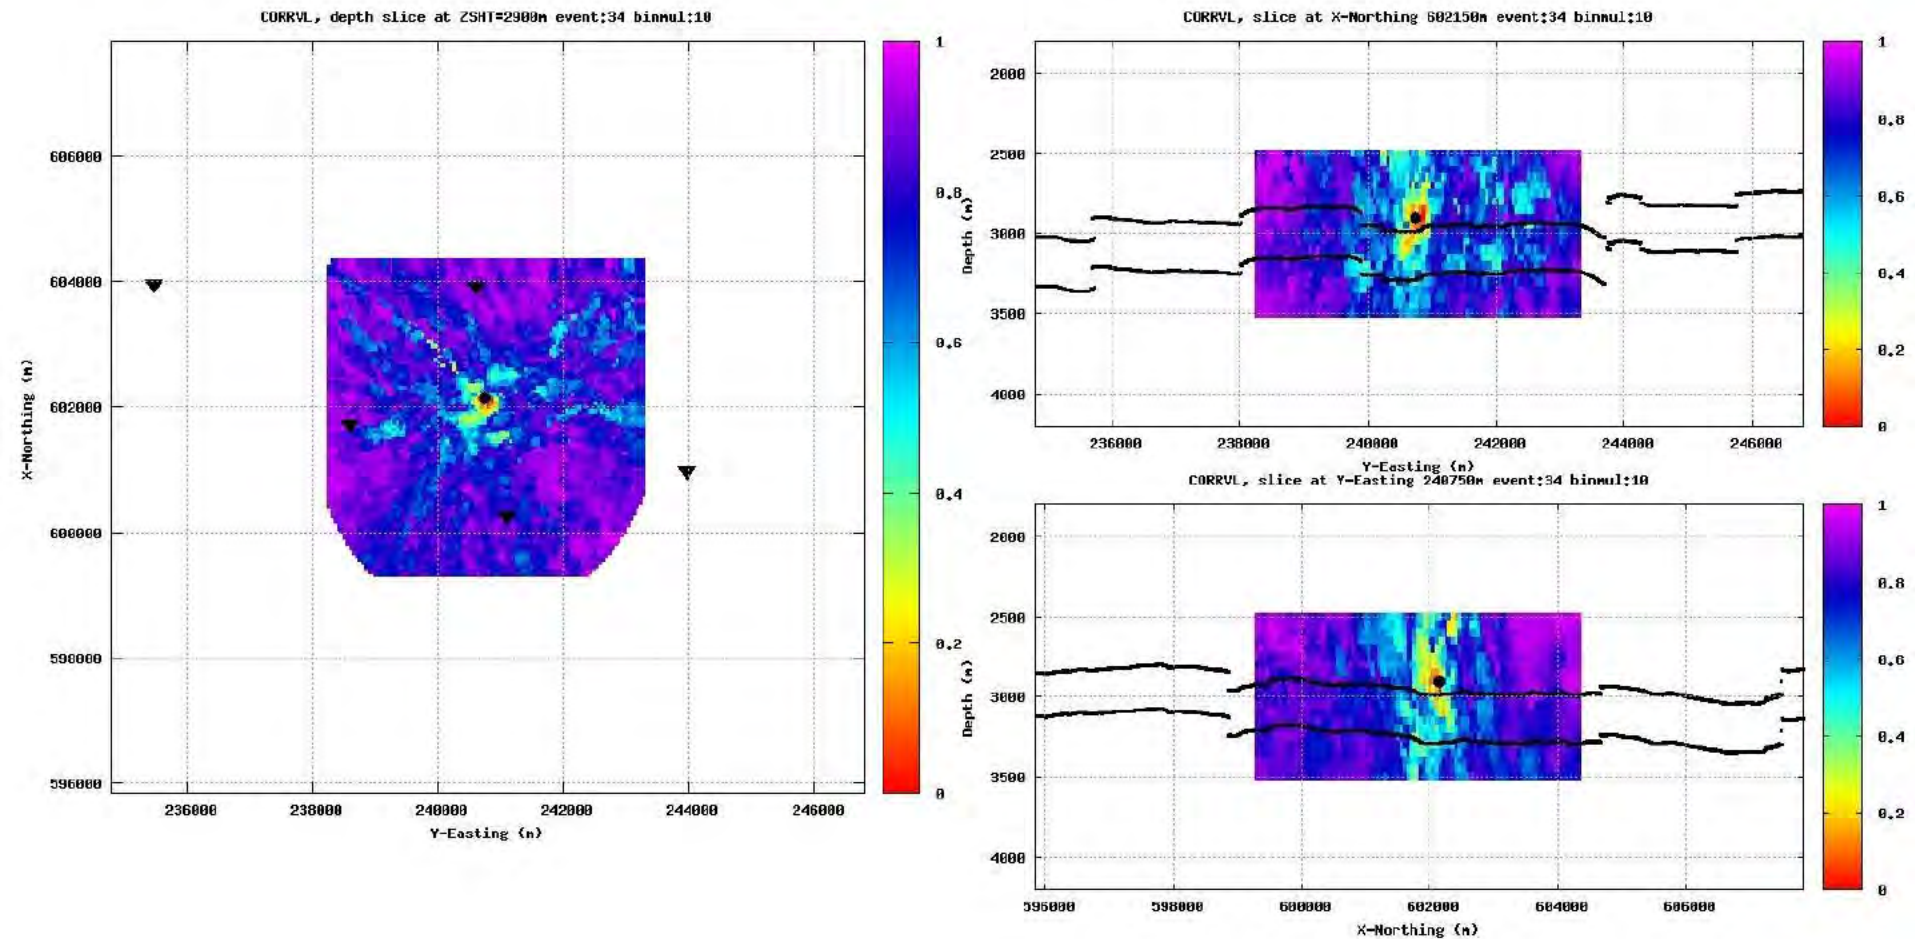 CORRVL, depth slice at ZSHT=2900m event:34 binmul:10
X-Northing (m)
606000
604000
602000
600000
598000
596000
236000 238000 240000 242000 244000 246000
Y-Easting (m)
1
0.8
0.6
0.4
0.2
0
CORRVL, slice at X-Northing 602150m event:34 binmul:10
Depth (m)
2000
2500
3000
3500
4000
236000 238000 240000 242000 244000 246000
Y-Easting (m)
1
0.8
0.6
0.4
0.2
0
CORRVL, slice at Y-Easting 240750m event:34 binmul:10
Depth (m)
2000
2500
3000
3500
4000
596000 598000 600000 602000 604000 606000
X-Northing (m)
1
0.8
0.6
0.4
0.2
0